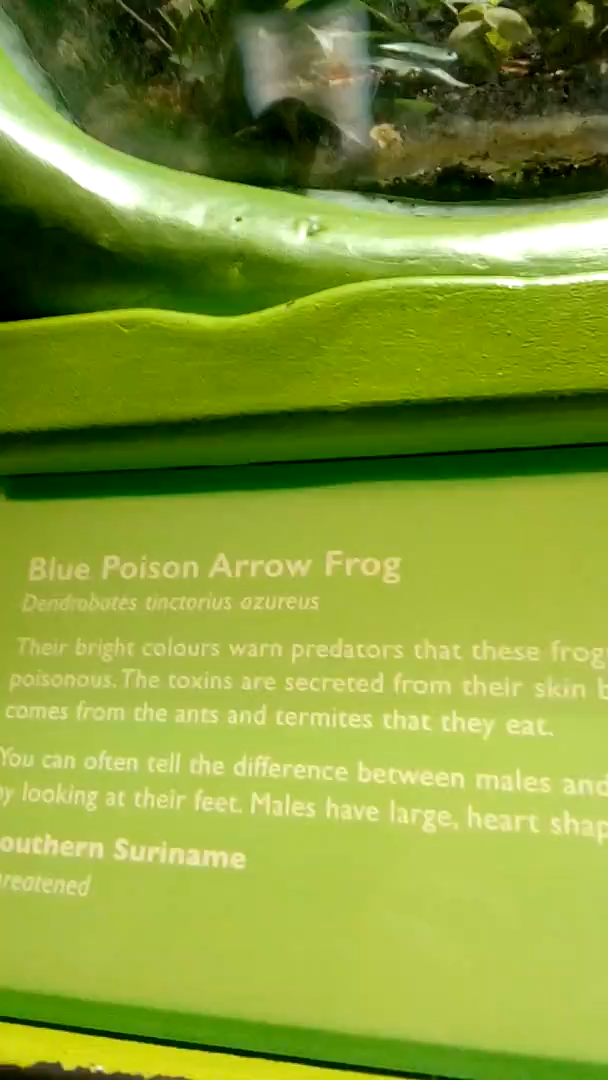 Blue Poison Arrow Frog
Dendrobates tinctorius azureus
Their bright colours warn predators that these frog
poisonous. The toxins are secreted from their skin b
comes from the ants and termites that they eat.
You can often tell the difference between males and
by looking at their feet. Males have large, heart shap
outhern Suriname
reatened